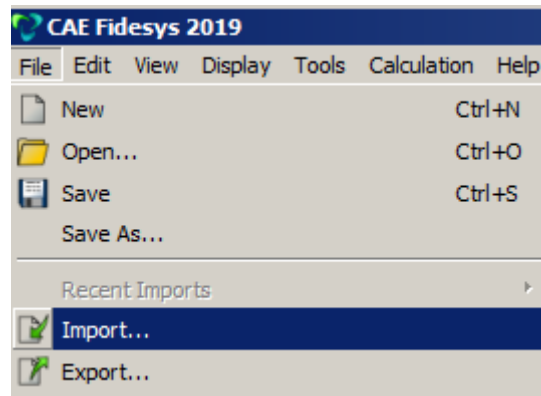 CAE Fidesys 2019
File Edit View Display Tools Calculation Help
New Ctrl+N
Open... Ctrl+O
Save Ctrl+S
Save As...
Recent Imports
Import...
Export...